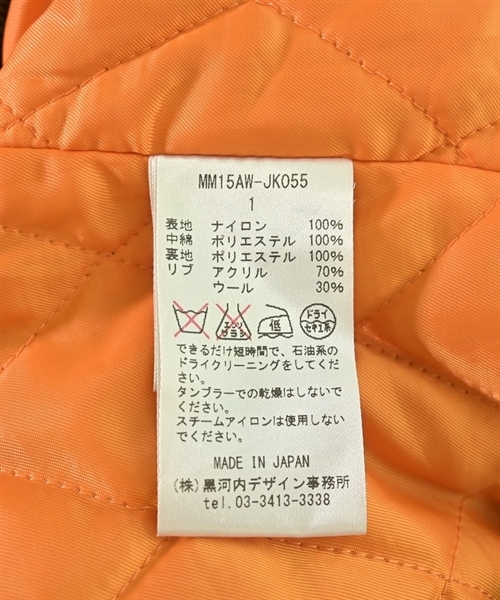 MM15AW-JK055
1
表地 ナイロン 100%
中綿 ポリエステル 100%
裏地 ポリエステル 100%
リブ アクリル 70%
ウール 30%
エンソ サラシ 低 ドライ セキユ系
できるだけ短時間で、石油系の
ドライクリーニングをしてくだ
さい。
タンブラーでの乾燥はしないで
ください。
スチームアイロンは使用しない
でください。
MADE IN JAPAN
(株)黒河内デザイン事務所
tel. 03-3413-3338